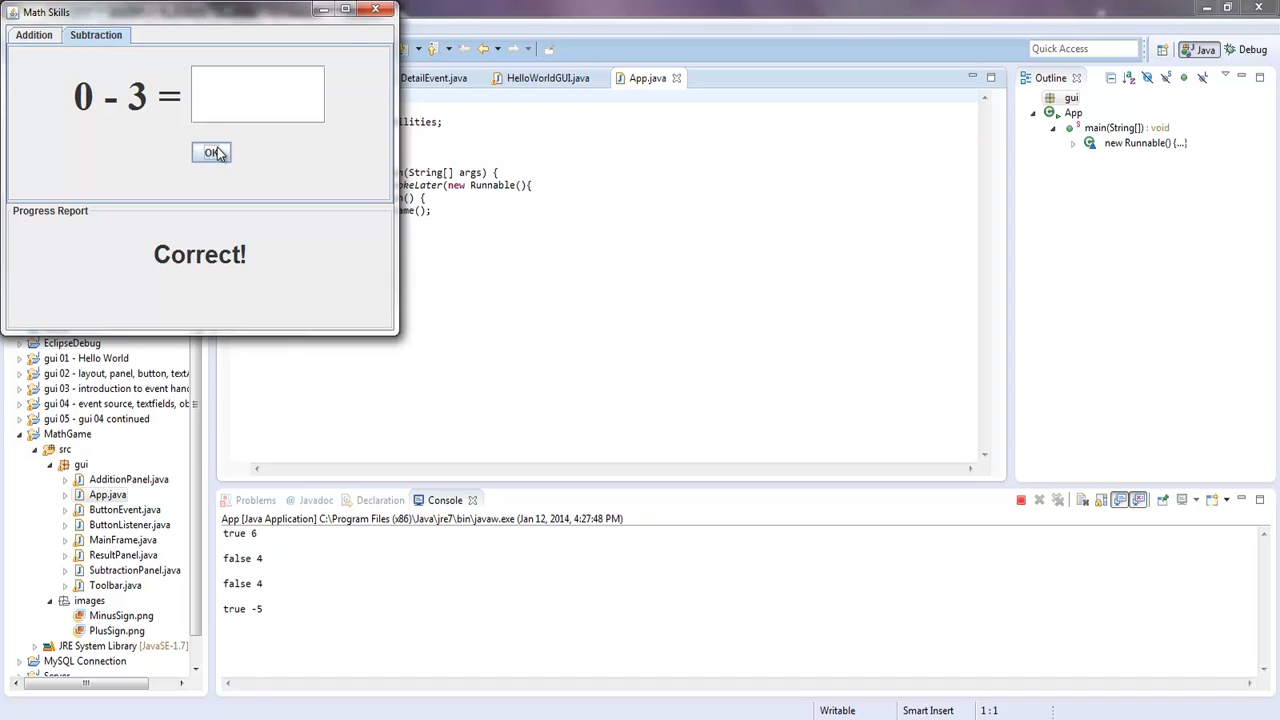 Math Skills
Addition
Subtraction
0 - 3 =
OK
Progress Report
Correct!
Quick Access
Java
Debug
DetailEvent.java
HelloWorldGUI.java
App.java
ilities;
(String[] args) {
okeLater(new Runnable(){
() {
ame();
Outline
gui
App
main(String[]) : void
new Runnable() {...}
EclipseDebug
gui 01 - Hello World
gui 02 - layout, panel, button, text
gui 03 - introduction to event han
gui 04 - event source, textfields, ob
gui 05 - gui 04 continued
MathGame
src
gui
AdditionPanel.java
App.java
ButtonEvent.java
ButtonListener.java
MainFrame.java
ResultPanel.java
SubtractionPanel.java
Toolbar.java
images
MinusSign.png
PlusSign.png
JRE System Library [JavaSE-1.7]
MySQL Connection
Problems
@ Javadoc
Declaration
Console
App [Java Application] C:\Program Files (x86)\Java\jre7\bin\javaw.exe (Jan 12, 2014, 4:27:48 PM)
true 6
false 4
false 4
true -5
Writable
Smart Insert
1 : 1